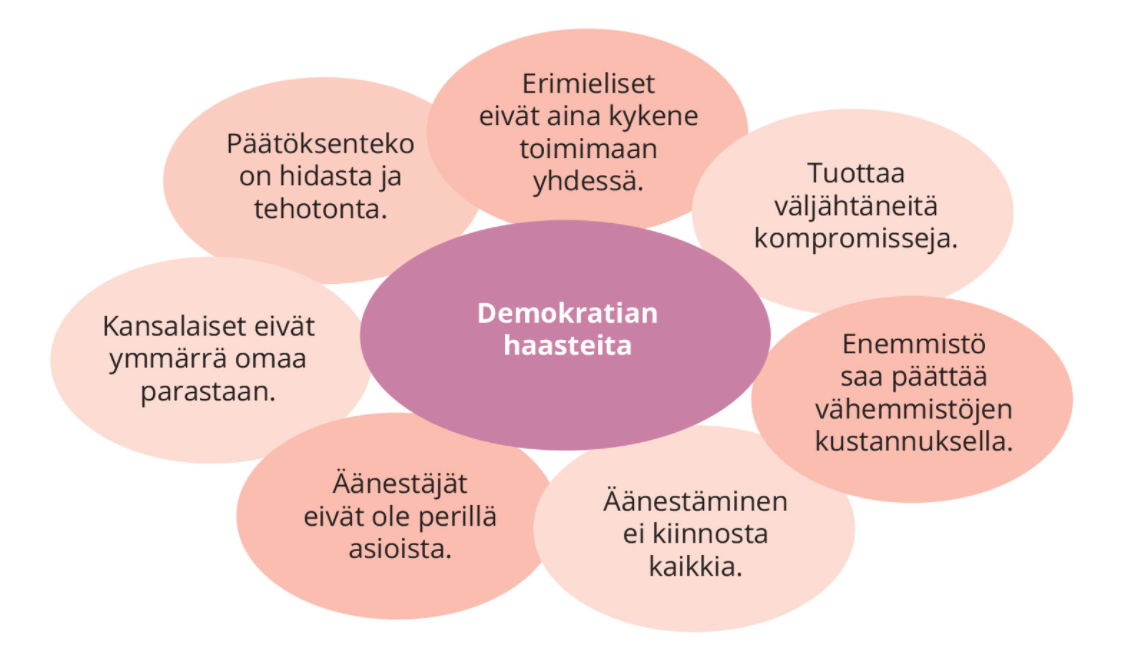 Erimieliset
eivät aina kykene
toimimaan
yhdessä.
Päätöksenteko
on hidasta ja
tehotonta.
Tuottaa
väljähtäneitä
kompromisseja.
Demokratian
haasteita
Kansalaiset eivät
ymmärrä omaa
parastaan.
Enemmistö
saa päättää
vähemmistöjen
kustannuksella.
Äänestäjät
eivät ole perillä
asioista.
Äänestäminen
ei kiinnosta
kaikkia.